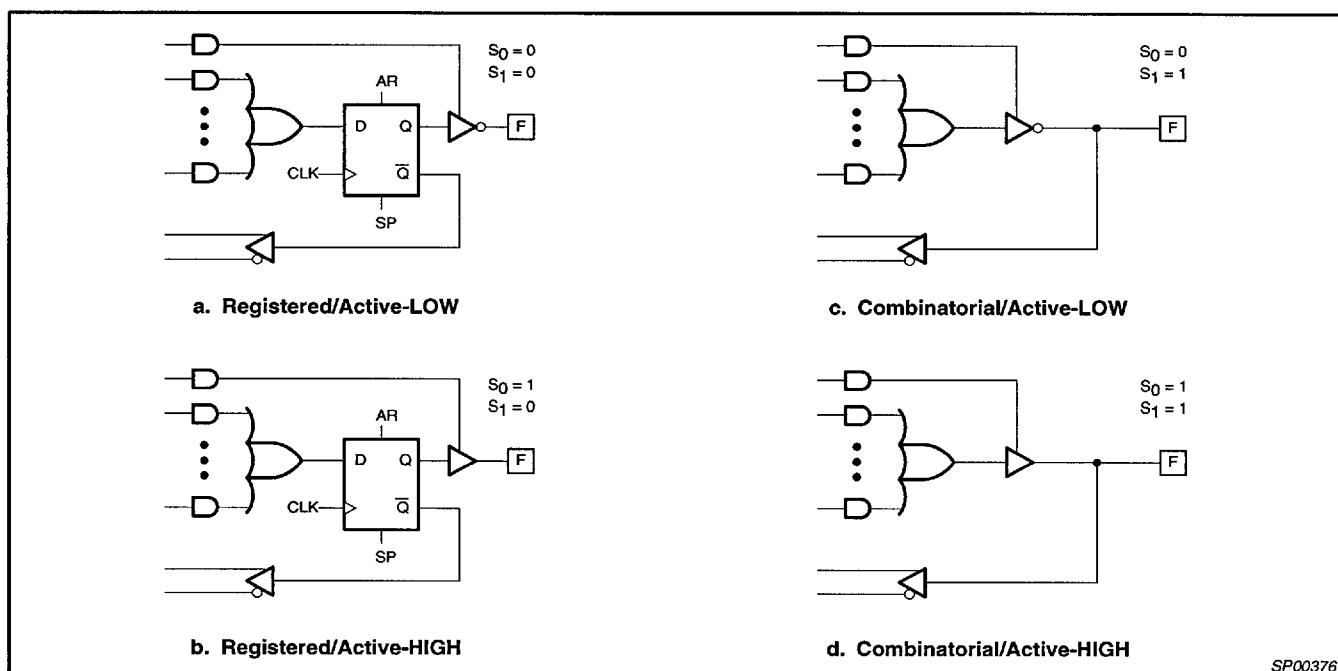 S0 = 0
S1 = 0
AR
D Q
CLK Q̅
SP
F
a. Registered/Active-LOW
S0 = 0
S1 = 1
F
c. Combinatorial/Active-LOW
S0 = 1
S1 = 0
AR
D Q
CLK Q̅
SP
F
b. Registered/Active-HIGH
S0 = 1
S1 = 1
F
d. Combinatorial/Active-HIGH
SP00376